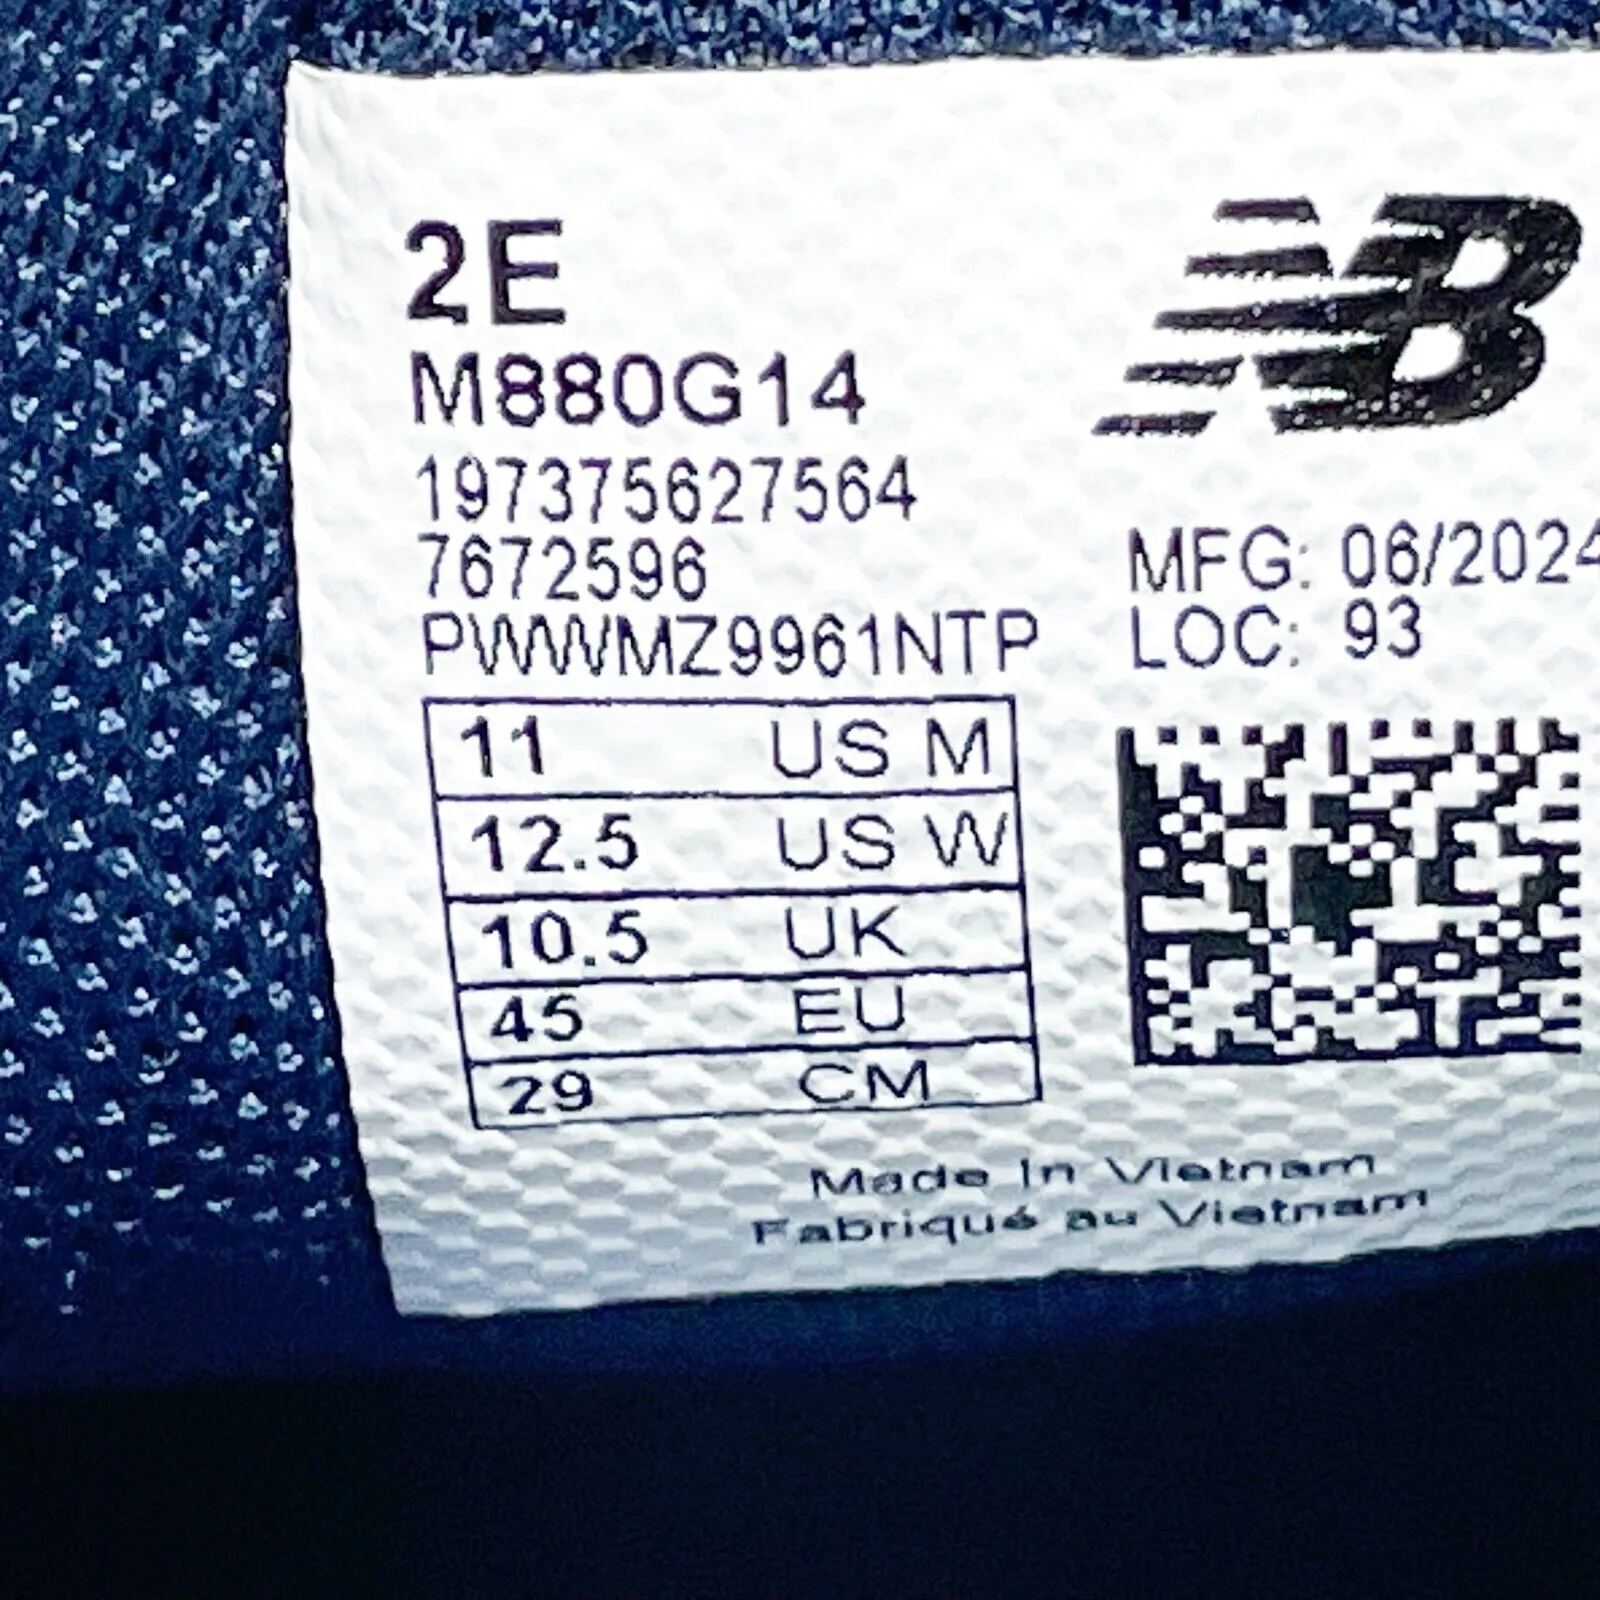 2E
NB
M880G14
197375627564
7672596
MFG: 06/2024
PWWMZ9961NTP
LOC: 93
11 US M
12.5 US W
10.5 UK
45 EU
29 CM
Made In Vietnam
Fabriqué au Vietnam